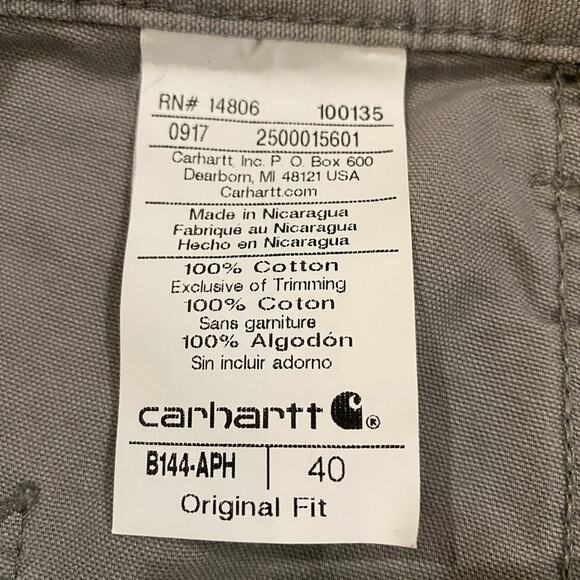 RN# 14806 100135
0917 2500015601
Carhartt, Inc. P. O. Box 600
Dearborn, MI 48121 USA
Carhartt.com
Made in Nicaragua
Fabriqué au Nicaragua
Hecho en Nicaragua
100% Cotton
Exclusive of Trimming
100% Coton
Sans garniture
100% Algodón
Sin incluir adorno
carhartt ®
B144-APH 40
Original Fit